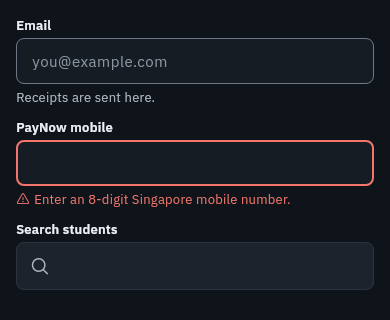 Email
you@example.com
Receipts are sent here.
PayNow mobile
Enter an 8-digit Singapore mobile number.
Search students